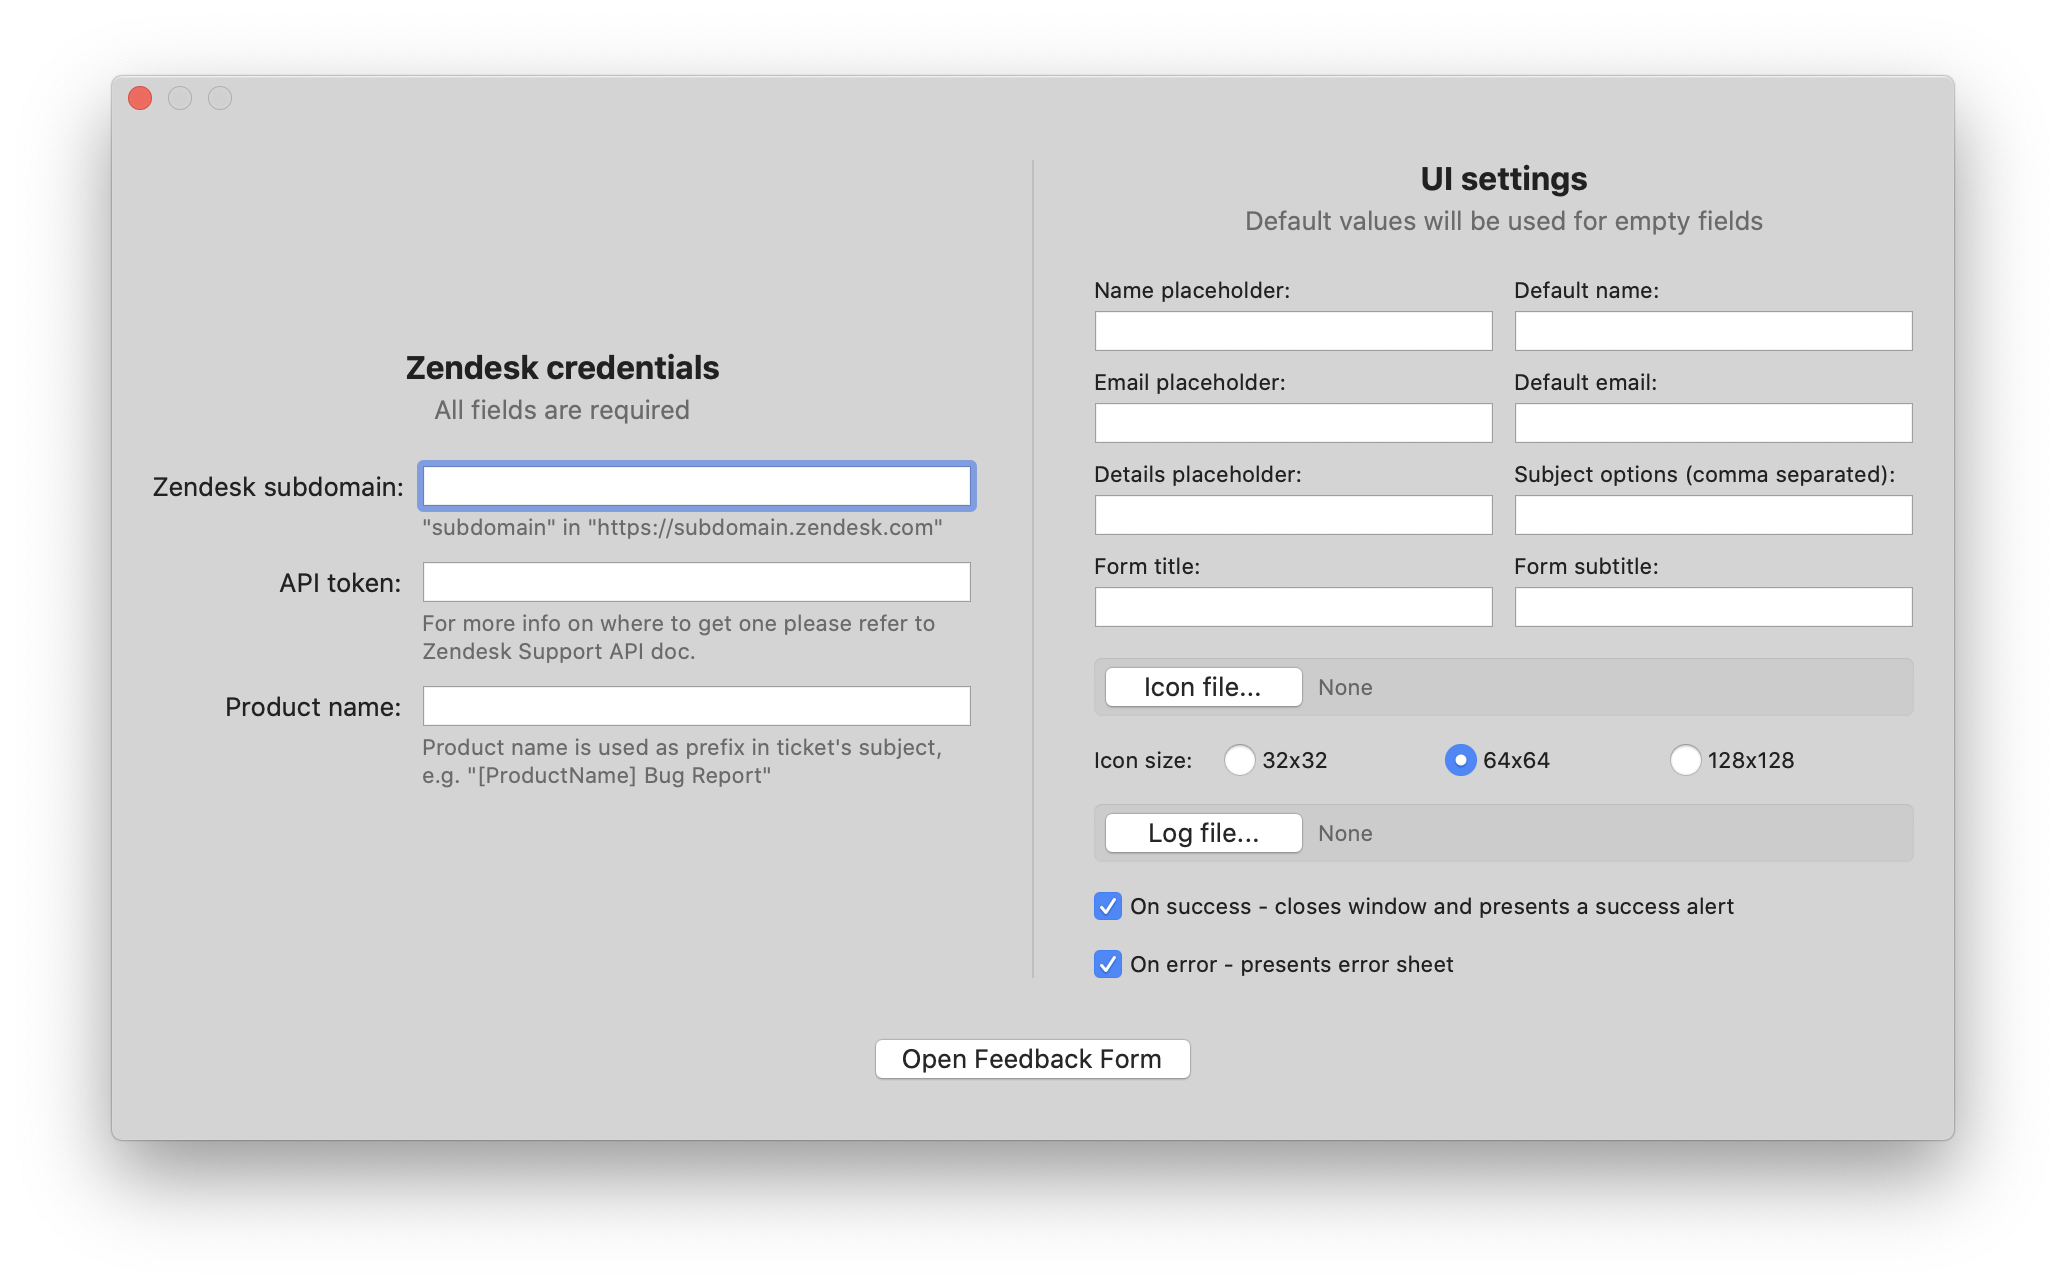 Zendesk credentials
All fields are required
Zendesk subdomain:
"subdomain" in "https://subdomain.zendesk.com"
API token:
For more info on where to get one please refer to
Zendesk Support API doc.
Product name:
Product name is used as prefix in ticket's subject,
e.g. "[ProductName] Bug Report"
UI settings
Default values will be used for empty fields
Name placeholder:
Default name:
Email placeholder:
Default email:
Details placeholder:
Subject options (comma separated):
Form title:
Form subtitle:
Icon file... None
Icon size: 32x32 64x64 128x128
Log file... None
On success - closes window and presents a success alert
On error - presents error sheet
Open Feedback Form